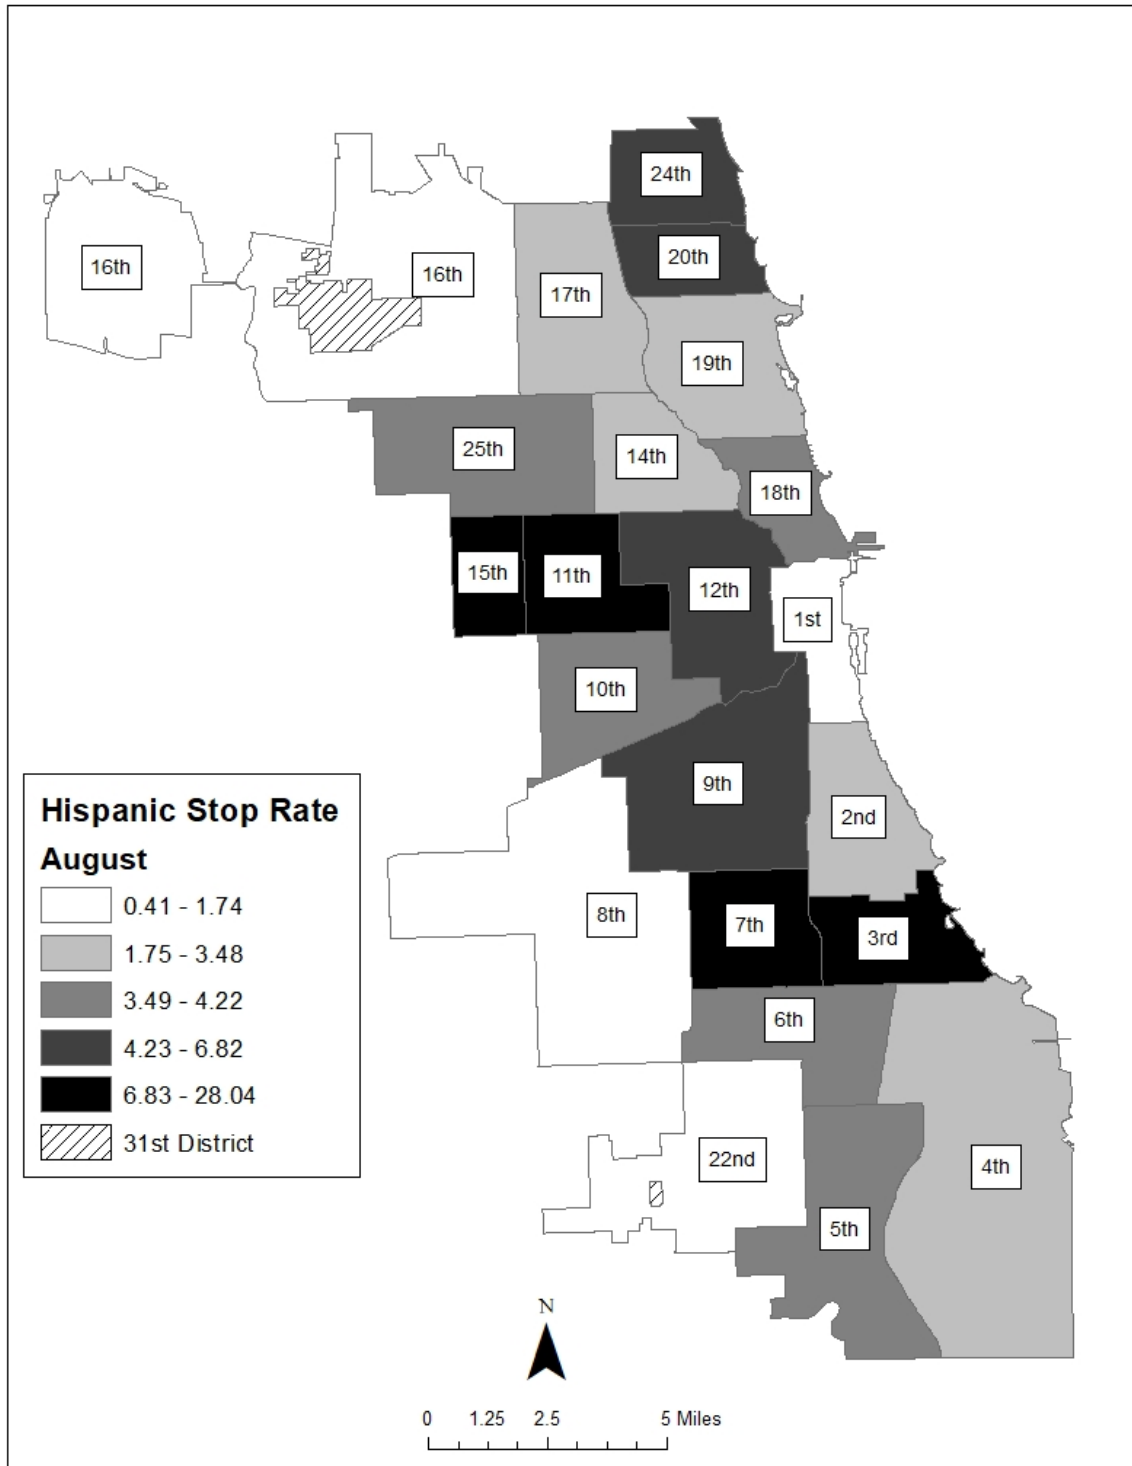 24th
20th
16th
16th
17th
19th
25th
14th
18th
15th
11th
12th
1st
10th
9th
2nd
8th
7th
3rd
6th
22nd
4th
5th
Hispanic Stop Rate
August
0.41 - 1.74
1.75 - 3.48
3.49 - 4.22
4.23 - 6.82
6.83 - 28.04
31st District
N
0 1.25 2.5 5 Miles